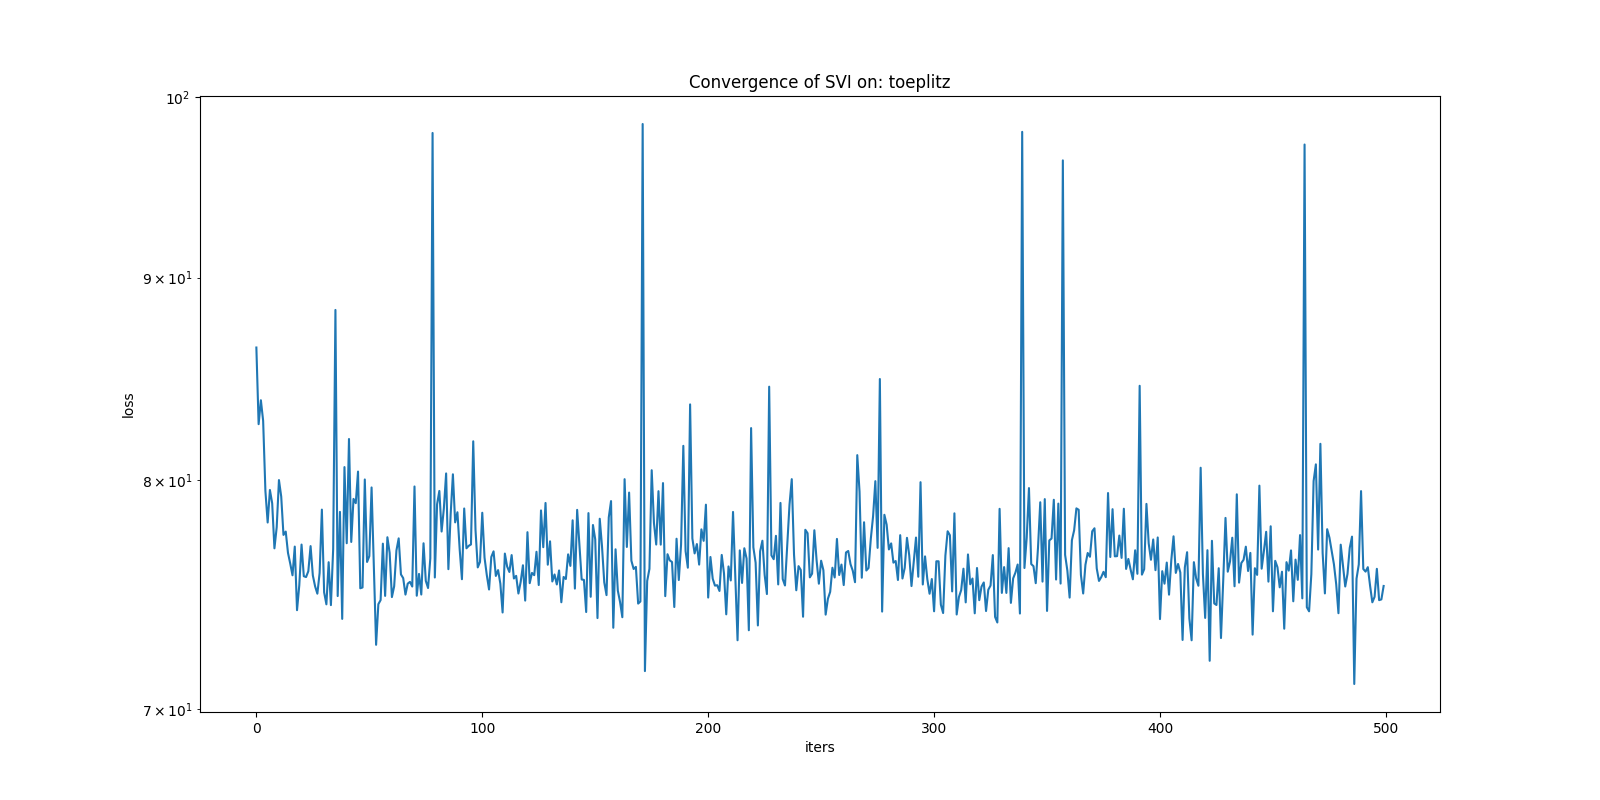 Convergence of SVI on: toeplitz
10²
9 × 10¹
8 × 10¹
7 × 10¹
loss
0 100 200 300 400 500
iters